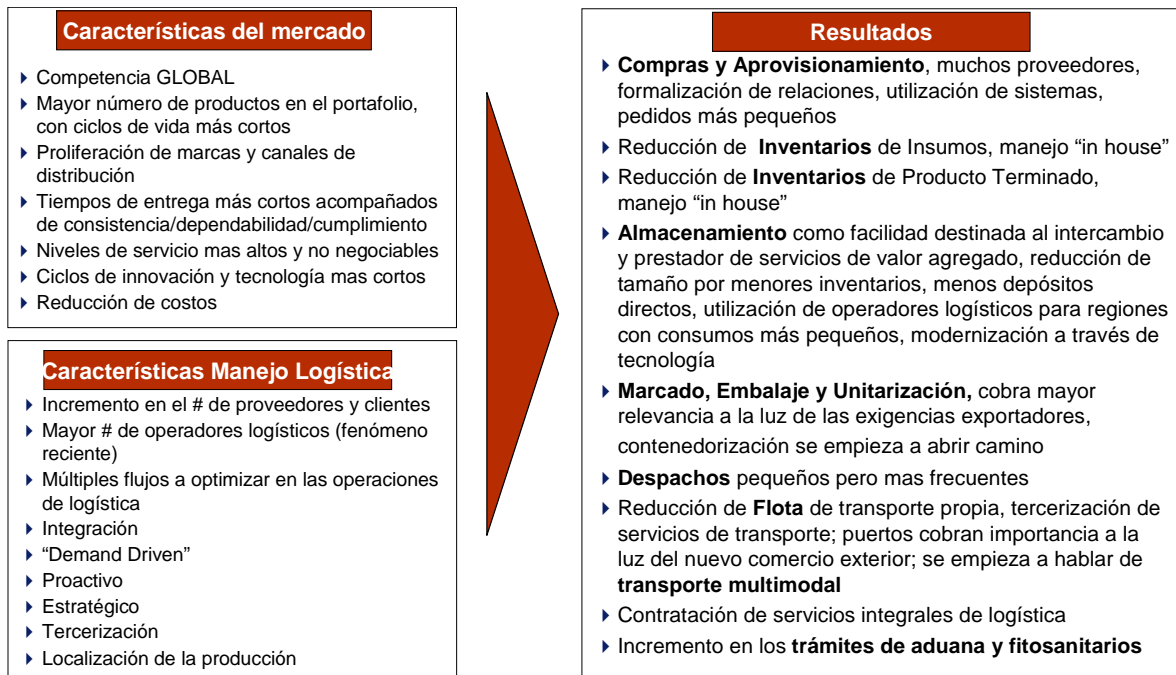 Características del mercado
Competencia GLOBAL
Mayor número de productos en el portafolio,
con ciclos de vida más cortos
Proliferación de marcas y canales de
distribución
Tiempos de entrega más cortos acompañados
de consistencia/dependabilidad/cumplimiento
Niveles de servicio mas altos y no negociables
Ciclos de innovación y tecnología mas cortos
Reducción de costos
Características Manejo Logística
Incremento en el # de proveedores y clientes
Mayor # de operadores logísticos (fenómeno
reciente)
Múltiples flujos a optimizar en las operaciones
de logística
Integración
“Demand Driven”
Proactivo
Estratégico
Tercerización
Localización de la producción
Resultados
Compras y Aprovisionamiento, muchos proveedores,
formalización de relaciones, utilización de sistemas,
pedidos más pequeños
Reducción de Inventarios de Insumos, manejo “in house”
Reducción de Inventarios de Producto Terminado,
manejo “in house”
Almacenamiento como facilidad destinada al intercambio
y prestador de servicios de valor agregado, reducción de
tamaño por menores inventarios, menos depósitos
directos, utilización de operadores logísticos para regiones
con consumos más pequeños, modernización a través de
tecnología
Marcado, Embalaje y Unitarización, cobra mayor
relevancia a la luz de las exigencias exportadores,
contenedorización se empieza a abrir camino
Despachos pequeños pero mas frecuentes
Reducción de Flota de transporte propia, tercerización de
servicios de transporte; puertos cobran importancia a la
luz del nuevo comercio exterior; se empieza a hablar de
transporte multimodal
Contratación de servicios integrales de logística
Incremento en los trámites de aduana y fitosanitarios